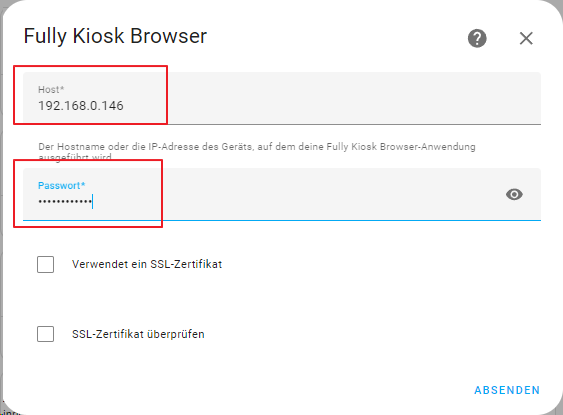 Fully Kiosk Browser
Host*
192.168.0.146
Der Hostname oder die IP-Adresse des Geräts, auf dem deine Fully Kiosk Browser-Anwendung
ausgeführt wird.
Passwort*
••••••••••••
Verwendet ein SSL-Zertifikat
SSL-Zertifikat überprüfen
ABSENDEN